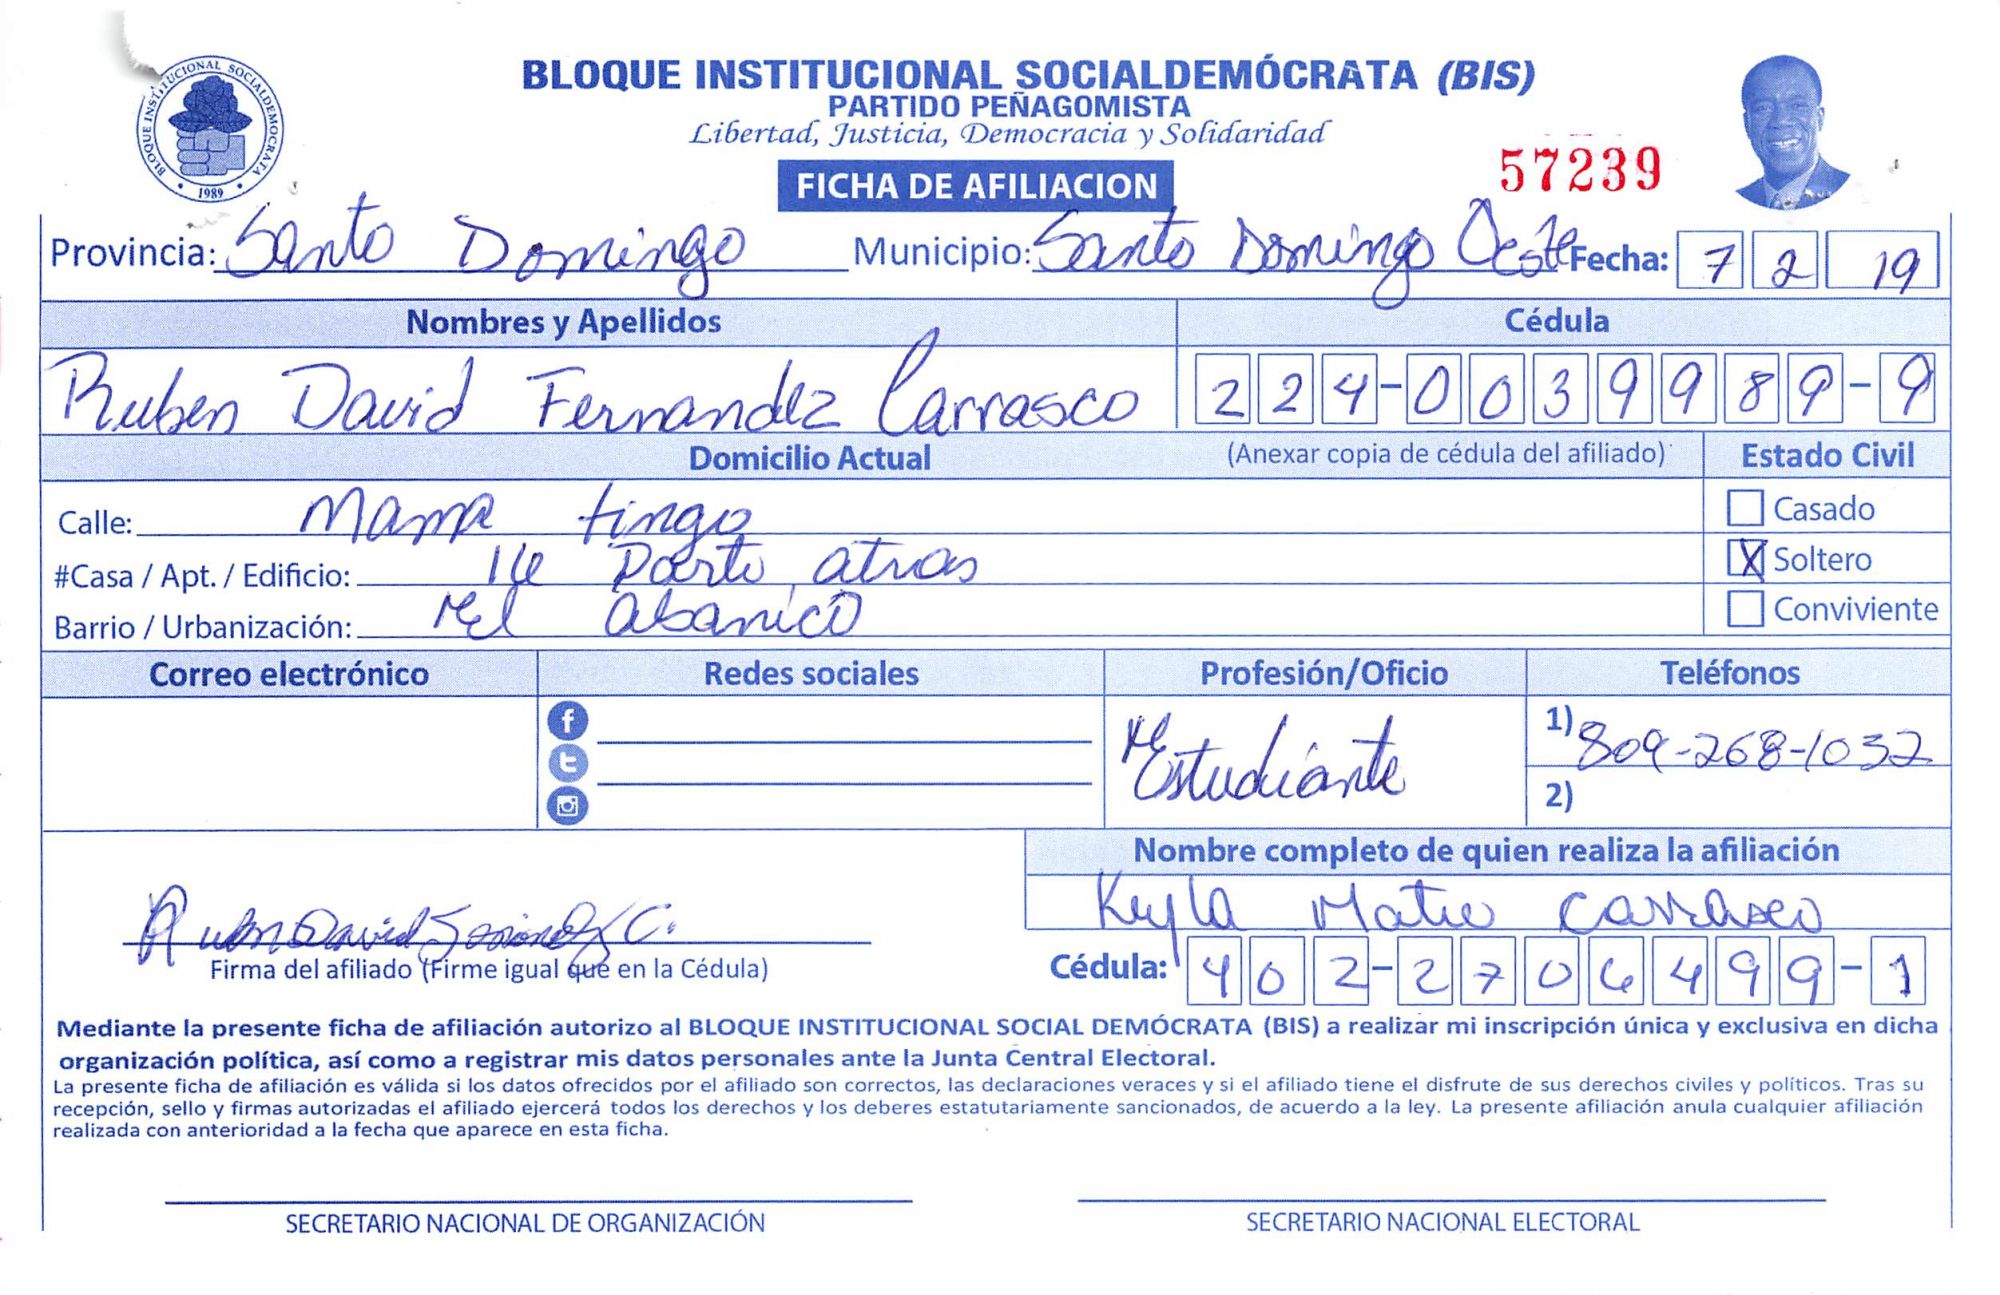 BLOQUE INSTITUCIONAL SOCIALDEMÓCRATA (BIS)
PARTIDO PEÑAGOMISTA
Libertad, Justicia, Democracia y Solidaridad
BLOQUE INSTITUCIONAL SOCIALDEMOCRATA
1989
57239
FICHA DE AFILIACION
Provincia: Santo Domingo Municipio: Santo Domingo Oeste Fecha: 7 2 19
Nombres y Apellidos Cédula
Ruben David Fernandez Carrasco 224-0039989-9
Domicilio Actual (Anexar copia de cédula del afiliado) Estado Civil
Calle: Mama tingo Casado
#Casa / Apt. / Edificio: Parte atras X Soltero
Barrio / Urbanización: El abanico Conviviente
Correo electrónico Redes sociales Profesión/Oficio Teléfonos
Estudiante 1) 809-268-1032
2)
Nombre completo de quien realiza la afiliación
Keyla Mateo Carrasco
Ruben David C.
Firma del afiliado (Firme igual que en la Cédula) Cédula: 402-2706499-1
Mediante la presente ficha de afiliación autorizo al BLOQUE INSTITUCIONAL SOCIAL DEMÓCRATA (BIS) a realizar mi inscripción única y exclusiva en dicha
organización política, así como a registrar mis datos personales ante la Junta Central Electoral.
La presente ficha de afiliación es válida si los datos ofrecidos por el afiliado son correctos, las declaraciones veraces y si el afiliado tiene el disfrute de sus derechos civiles y políticos. Tras su
recepción, sello y firmas autorizadas el afiliado ejercerá todos los derechos y los deberes estatutariamente sancionados, de acuerdo a la ley. La presente afiliación anula cualquier afiliación
realizada con anterioridad a la fecha que aparece en esta ficha.
SECRETARIO NACIONAL DE ORGANIZACIÓN SECRETARIO NACIONAL ELECTORAL